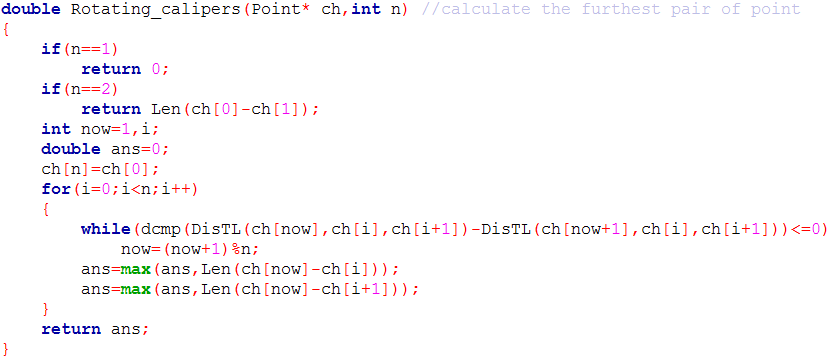 double Rotating_calipers(Point* ch,int n) //calculate the furthest pair of point
{
    if(n==1)
        return 0;
    if(n==2)
        return Len(ch[0]-ch[1]);
    int now=1,i;
    double ans=0;
    ch[n]=ch[0];
    for(i=0;i<n;i++)
    {
        while(dcmp(DisTL(ch[now],ch[i],ch[i+1])-DisTL(ch[now+1],ch[i],ch[i+1]))<=0)
            now=(now+1)%n;
        ans=max(ans,Len(ch[now]-ch[i]));
        ans=max(ans,Len(ch[now]-ch[i+1]));
    }
    return ans;
}